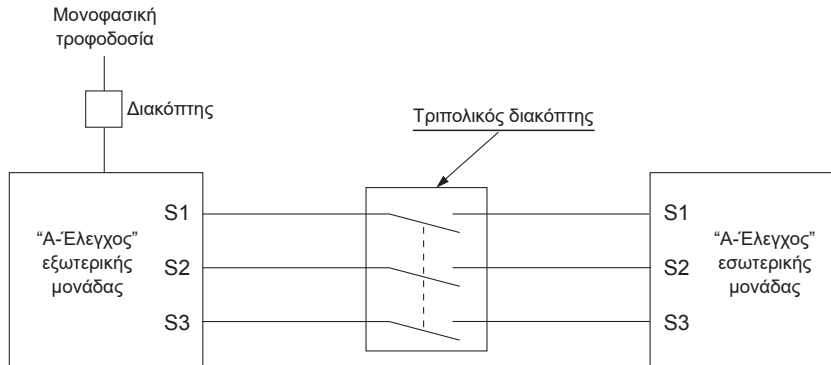 Μονοφασική
τροφοδοσία
Διακόπτης
Τριπολικός διακόπτης
“Α-Έλεγχος”
εξωτερικής
μονάδας
S1
S2
S3
S1
S2
S3
“Α-Έλεγχος”
εσωτερικής
μονάδας